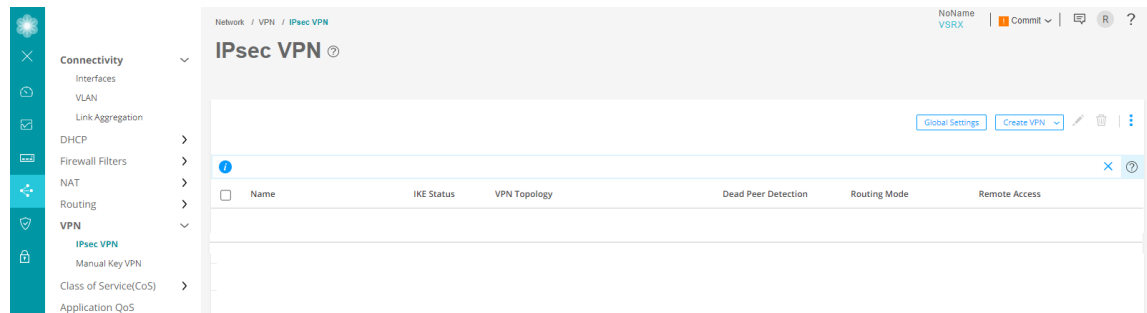 Network / VPN / IPsec VPN
NoName
VSRX
Commit
R
?
IPsec VPN ?
Connectivity
Interfaces
VLAN
Link Aggregation
DHCP
Firewall Filters
NAT
Routing
VPN
IPsec VPN
Manual Key VPN
Class of Service(CoS)
Application QoS
Global Settings Create VPN
i
?
Name IKE Status VPN Topology Dead Peer Detection Routing Mode Remote Access